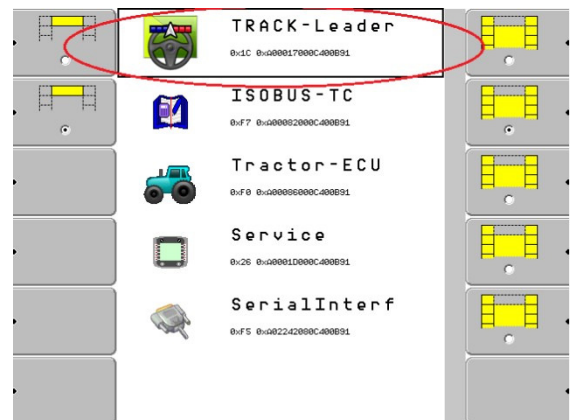 TRACK-Leader
0x1C 0xA00017000C400B91
ISOBUS-TC
0xF7 0xA00082000C400B91
Tractor-ECU
0xF0 0xA00086000C400B91
Service
0x26 0xA0001D000C400B91
SerialInterf
0xF5 0xA02242080C400B91